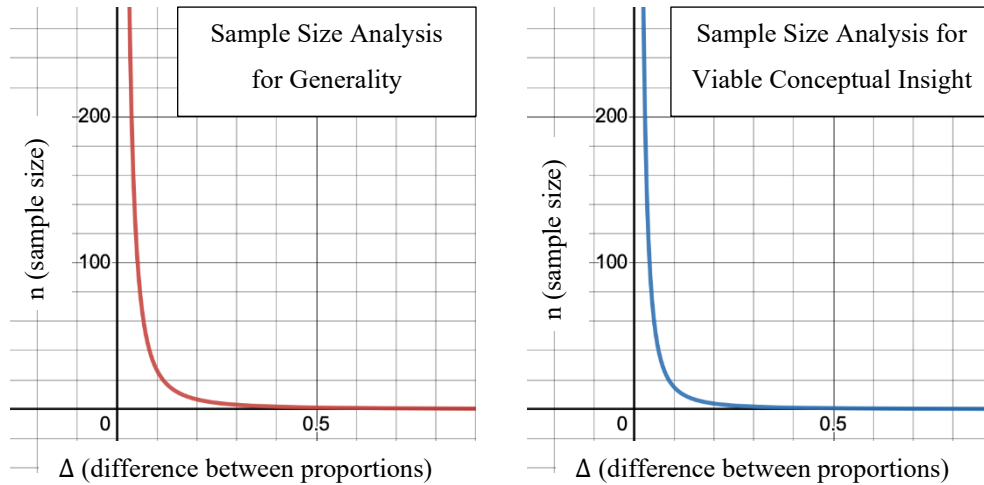 Sample Size Analysis
for Generality
200
100
0
0.5
n (sample size)
Δ (difference between proportions)
Sample Size Analysis for
Viable Conceptual Insight
200
100
0
0.5
n (sample size)
Δ (difference between proportions)